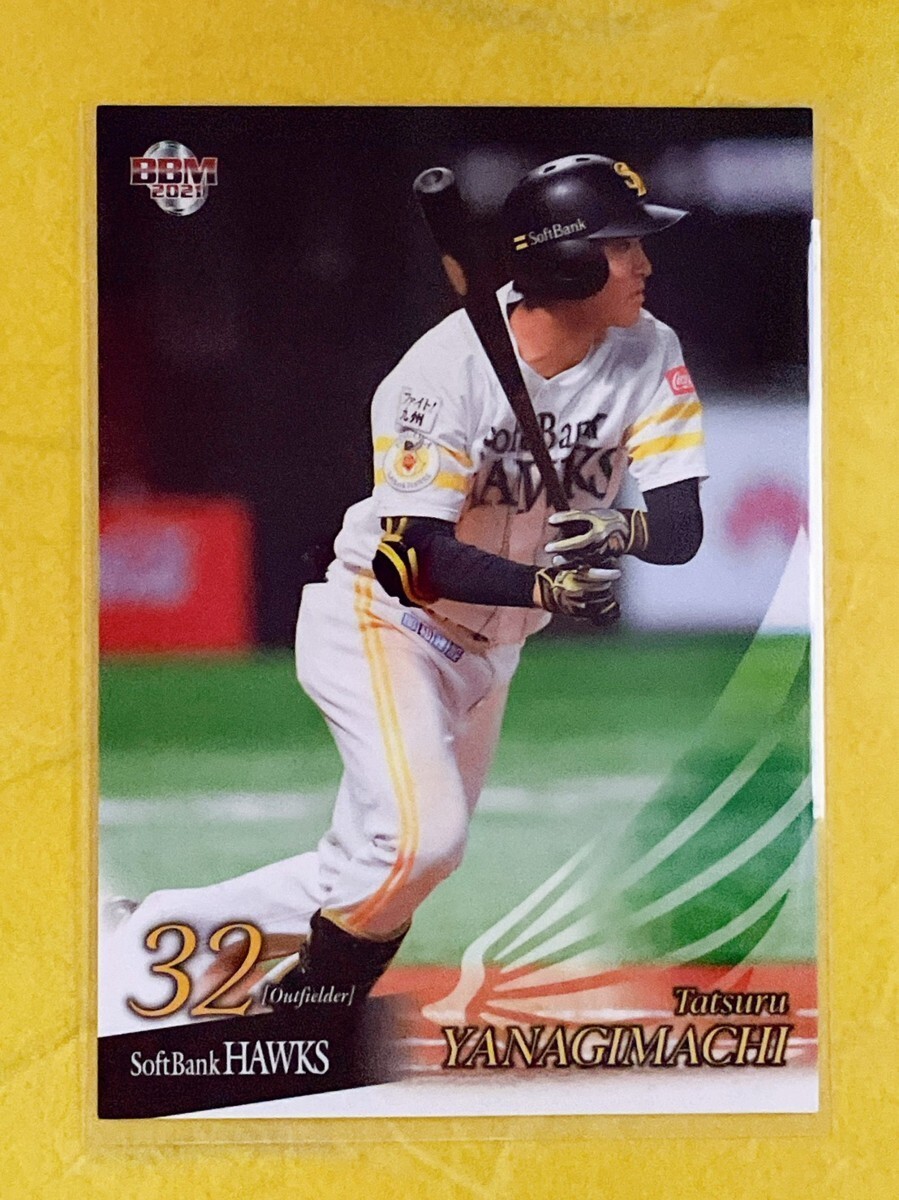 BBM
2021
SoftBank
ファイト!
九州
SoftBank
HAWKS
32
[Outfielder]
SoftBank HAWKS
Tatsuru
YANAGIMACHI